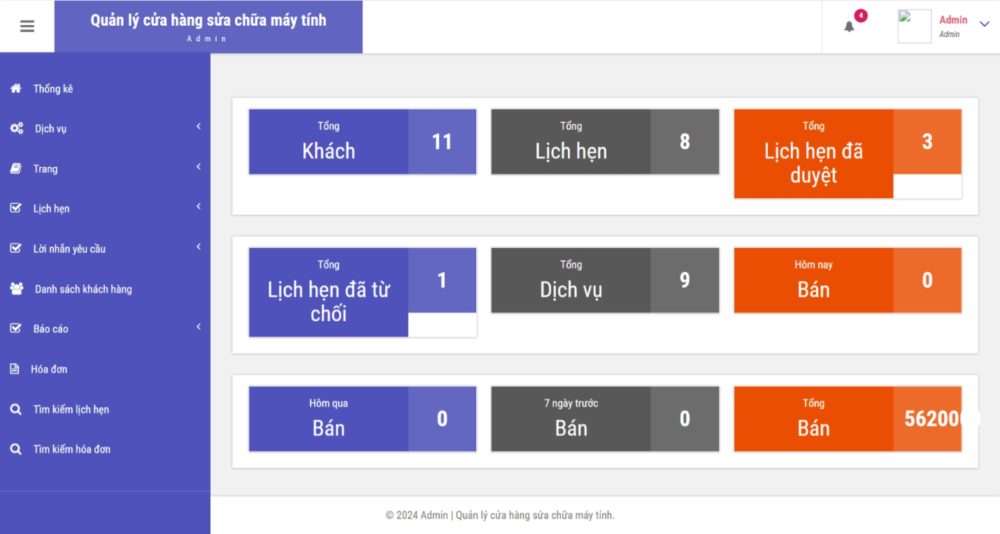 Quản lý cửa hàng sửa chữa máy tính
Admin
4
Admin
Admin
Thống kê
Dịch vụ
Trang
Lịch hẹn
Lời nhắn yêu cầu
Danh sách khách hàng
Báo cáo
Hóa đơn
Tìm kiếm lịch hẹn
Tìm kiếm hóa đơn
Tổng
Khách
11
Tổng
Lịch hẹn
8
Tổng
Lịch hẹn đã
duyệt
3
Tổng
Lịch hẹn đã từ
chối
1
Tổng
Dịch vụ
9
Hôm nay
Bán
0
Hôm qua
Bán
0
7 ngày trước
Bán
0
Tổng
Bán
© 2024 Admin | Quản lý cửa hàng sửa chữa máy tính.